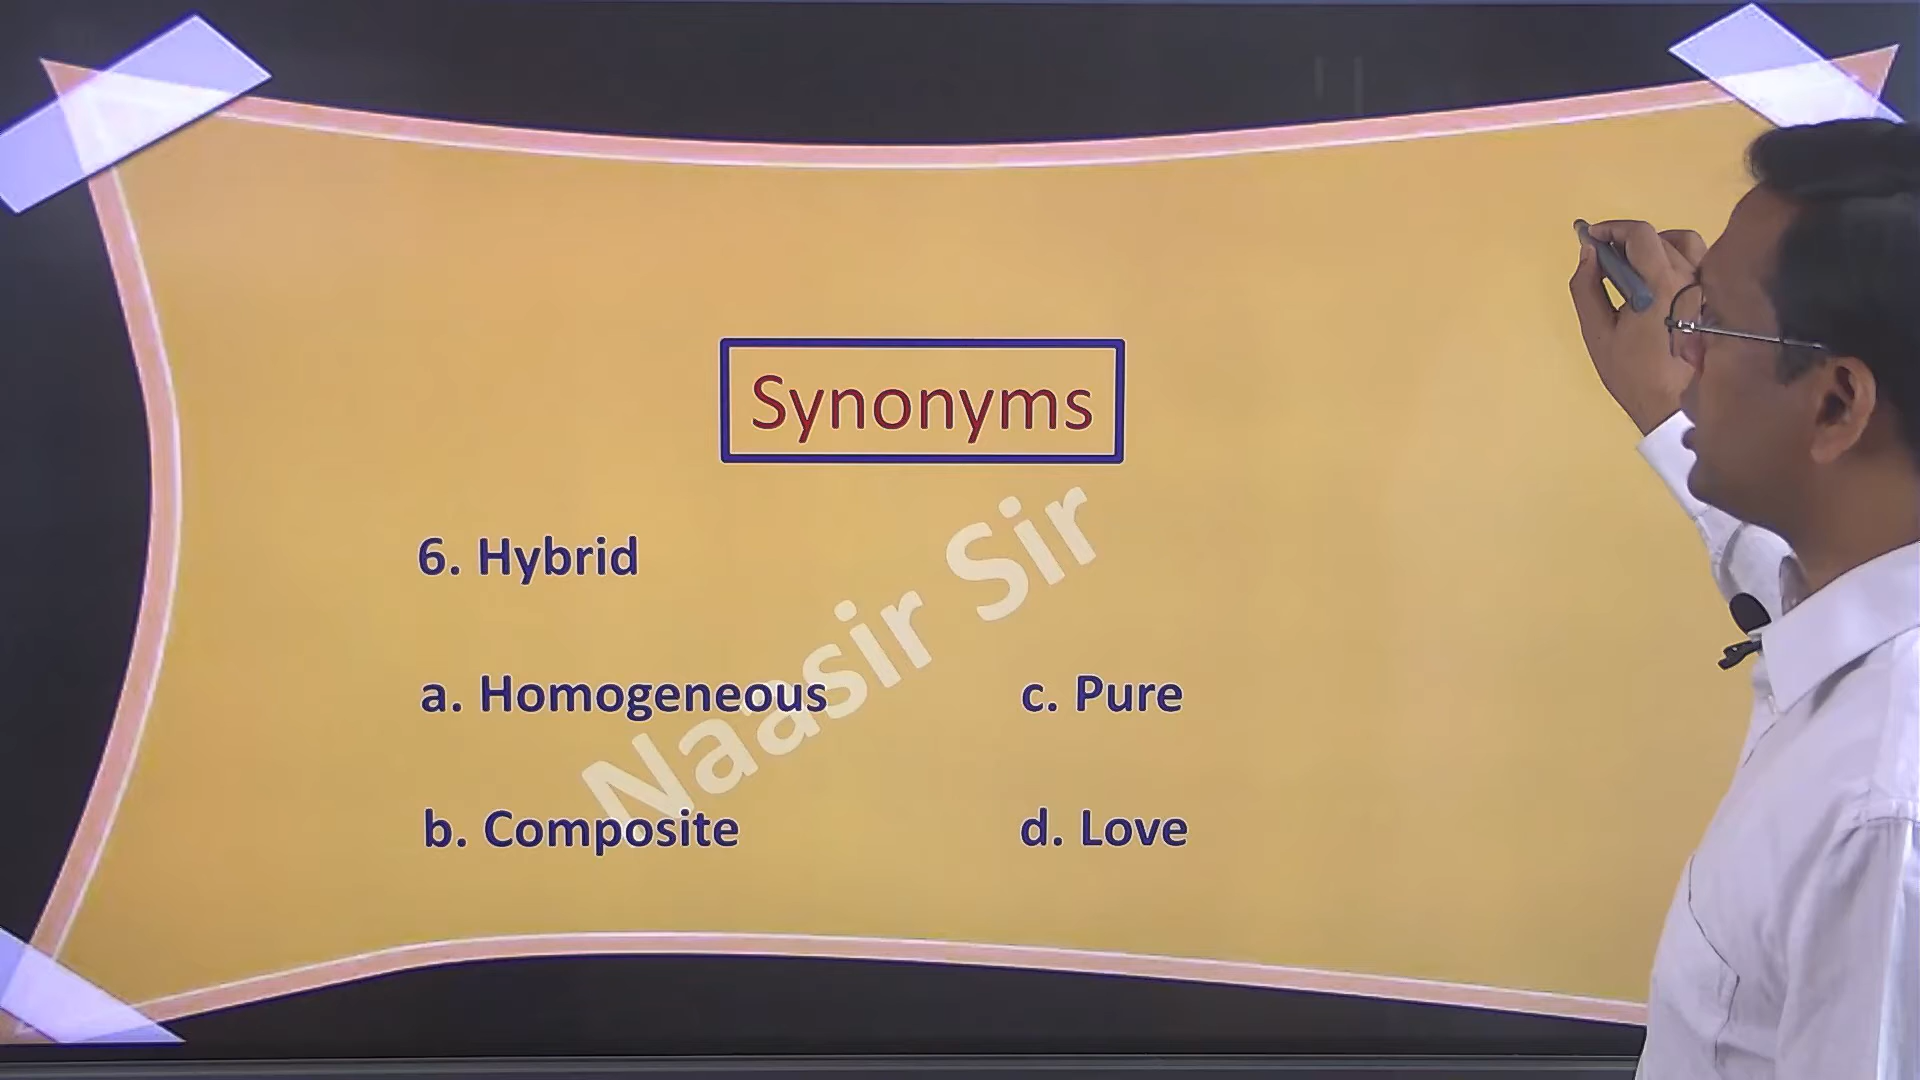 Synonyms
6. Hybrid
a. Homogeneous
c. Pure
b. Composite
d. Love
Naasir Sir